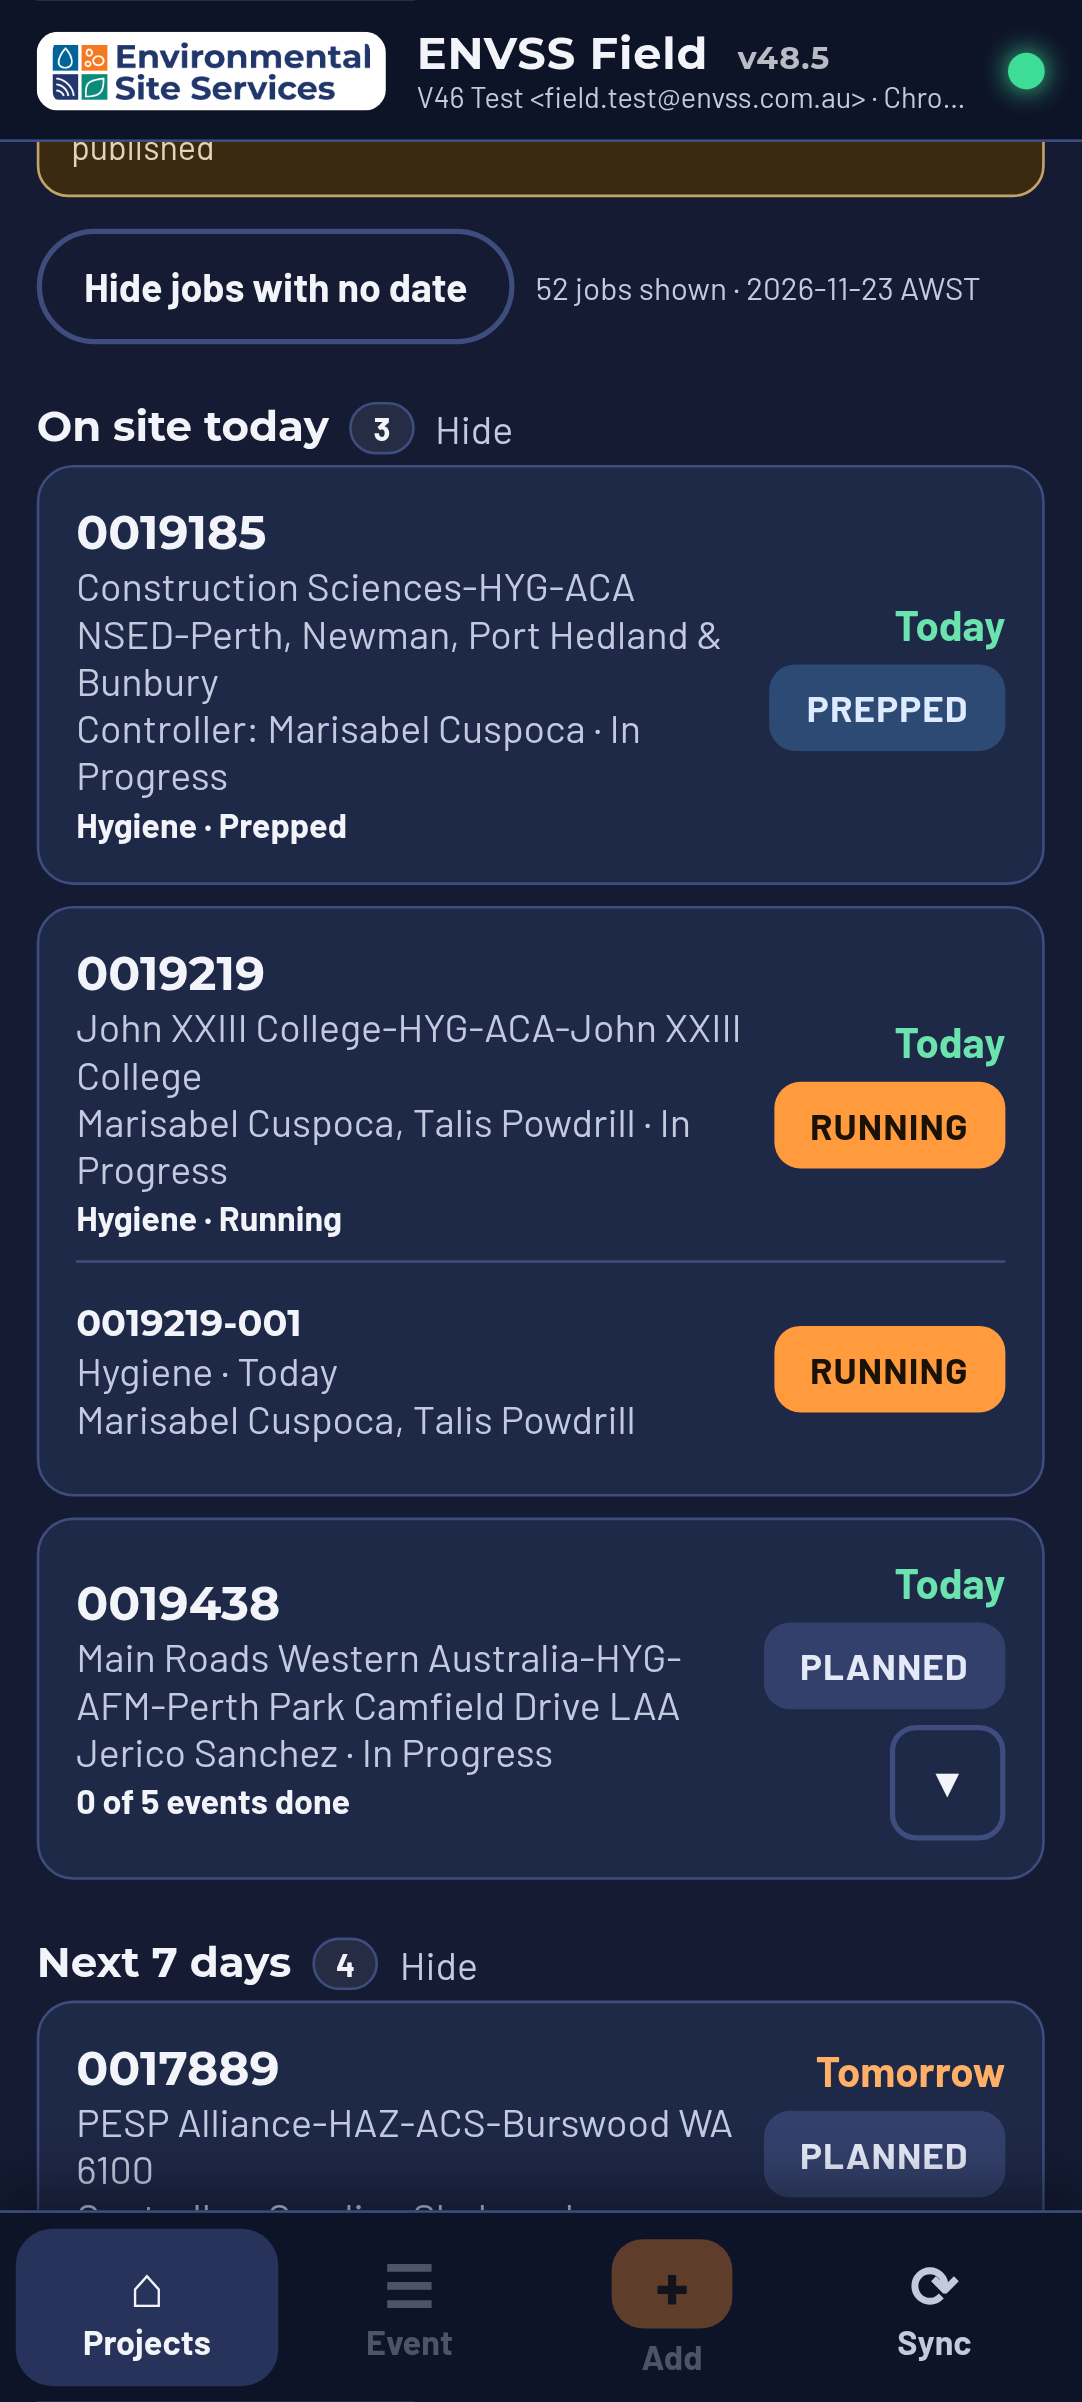 Environmental
Site Services
ENVSS Field v48.5
V46 Test <field.test@envss.com.au> · Chro...
published
Hide jobs with no date
52 jobs shown · 2026-11-23 AWST
On site today 3 Hide
0019185
Construction Sciences-HYG-ACA
NSED-Perth, Newman, Port Hedland &
Bunbury
Controller: Marisabel Cuspoca · In
Progress
Hygiene · Prepped
Today
PREPPED
0019219
John XXIII College-HYG-ACA-John XXIII
College
Marisabel Cuspoca, Talis Powdrill · In
Progress
Hygiene · Running
Today
RUNNING
0019219-001
Hygiene · Today
Marisabel Cuspoca, Talis Powdrill
RUNNING
0019438
Main Roads Western Australia-HYG-
AFM-Perth Park Camfield Drive LAA
Jerico Sanchez · In Progress
0 of 5 events done
Today
PLANNED
Next 7 days 4 Hide
0017889
PESP Alliance-HAZ-ACS-Burswood WA
6100
Tomorrow
PLANNED
Projects
Event
Add
Sync